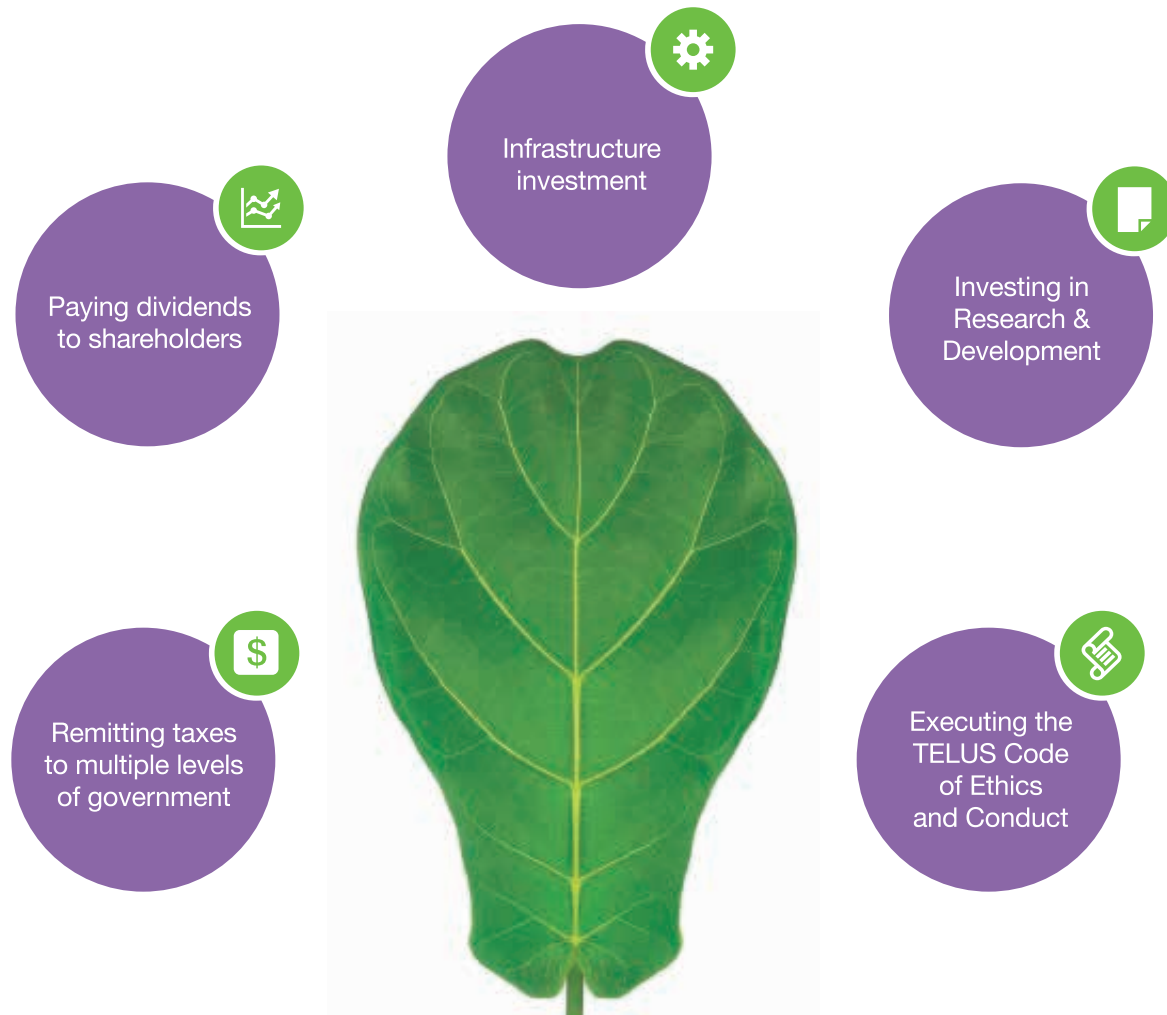 Infrastructure
investment
Paying dividends
to shareholders
Investing in
Research &
Development
Remitting taxes
to multiple levels
of government
$
Executing the
TELUS Code
of Ethics
and Conduct